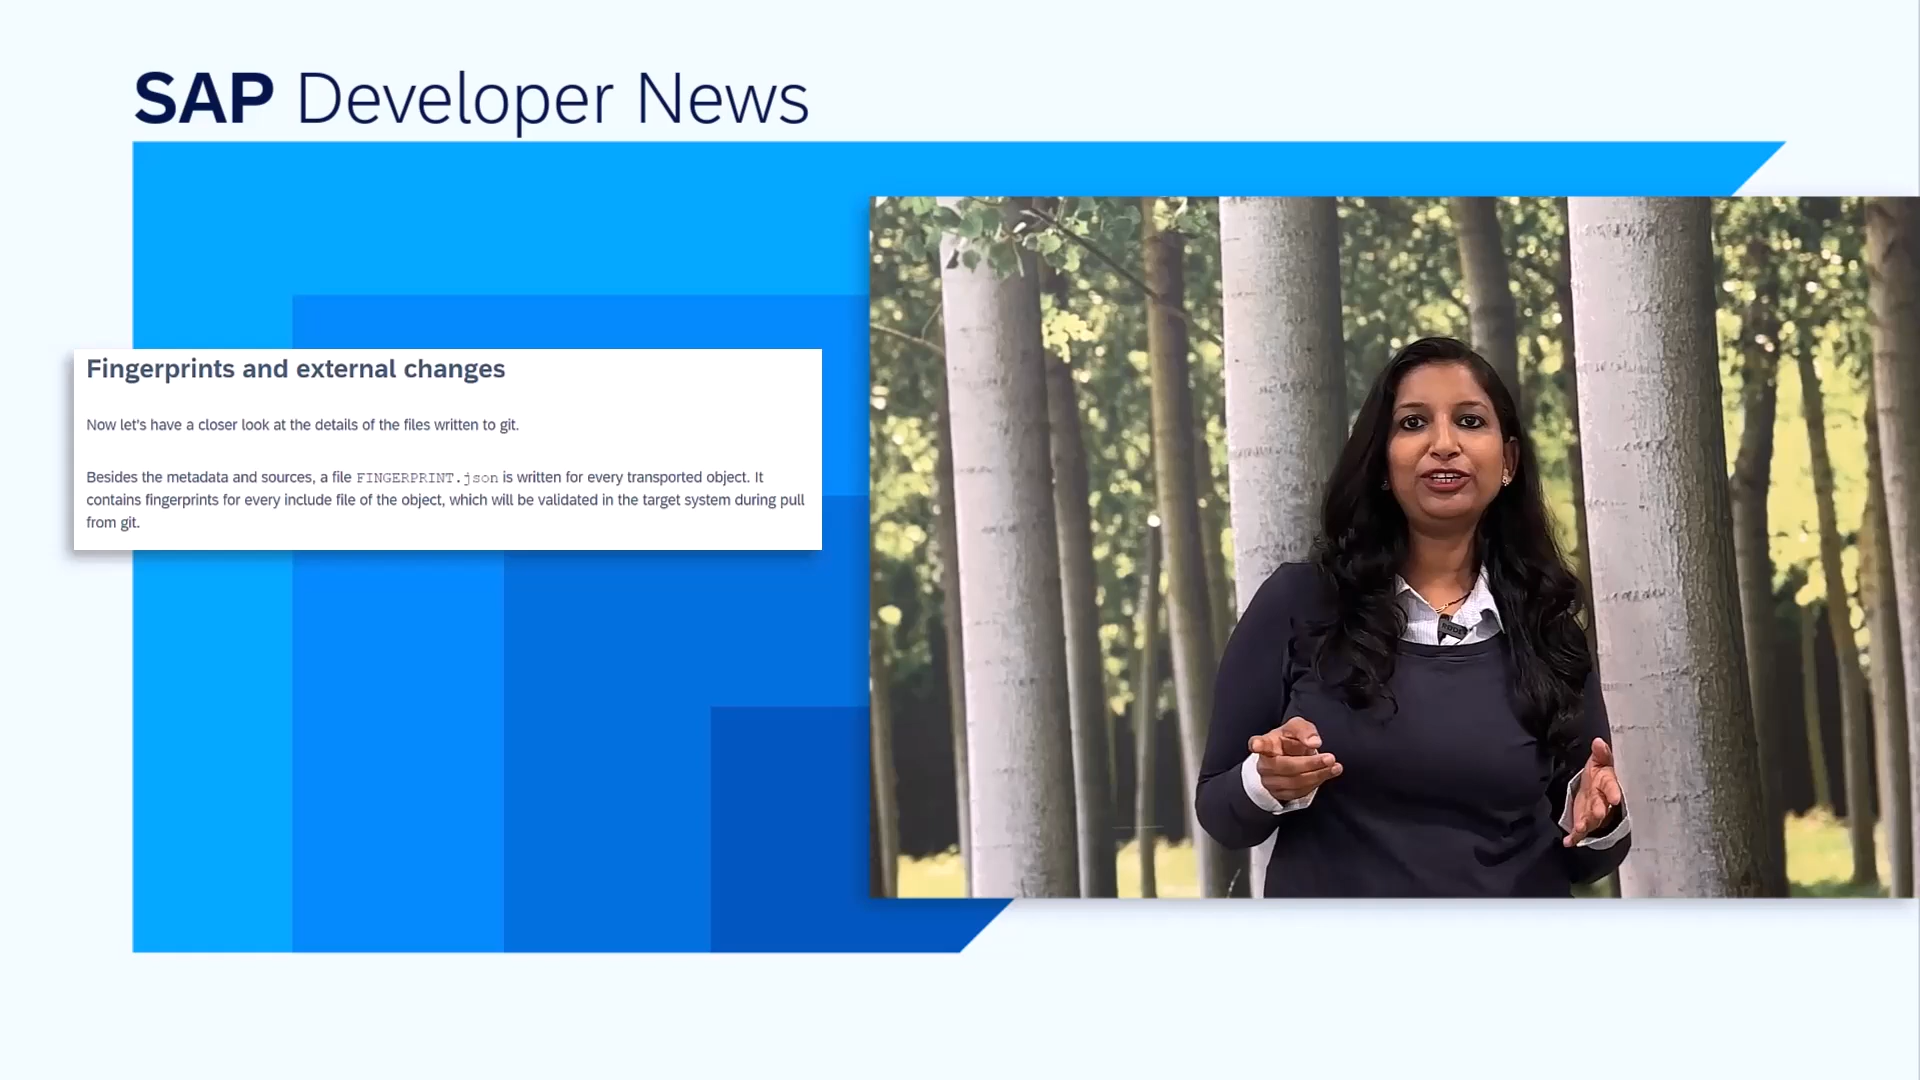 SAP Developer News
Fingerprints and external changes
Now let's have a closer look at the details of the files written to git.
Besides the metadata and sources, a file FINGERPRINT.json is written for every transported object. It
contains fingerprints for every include file of the object, which will be validated in the target system during pull
from git.